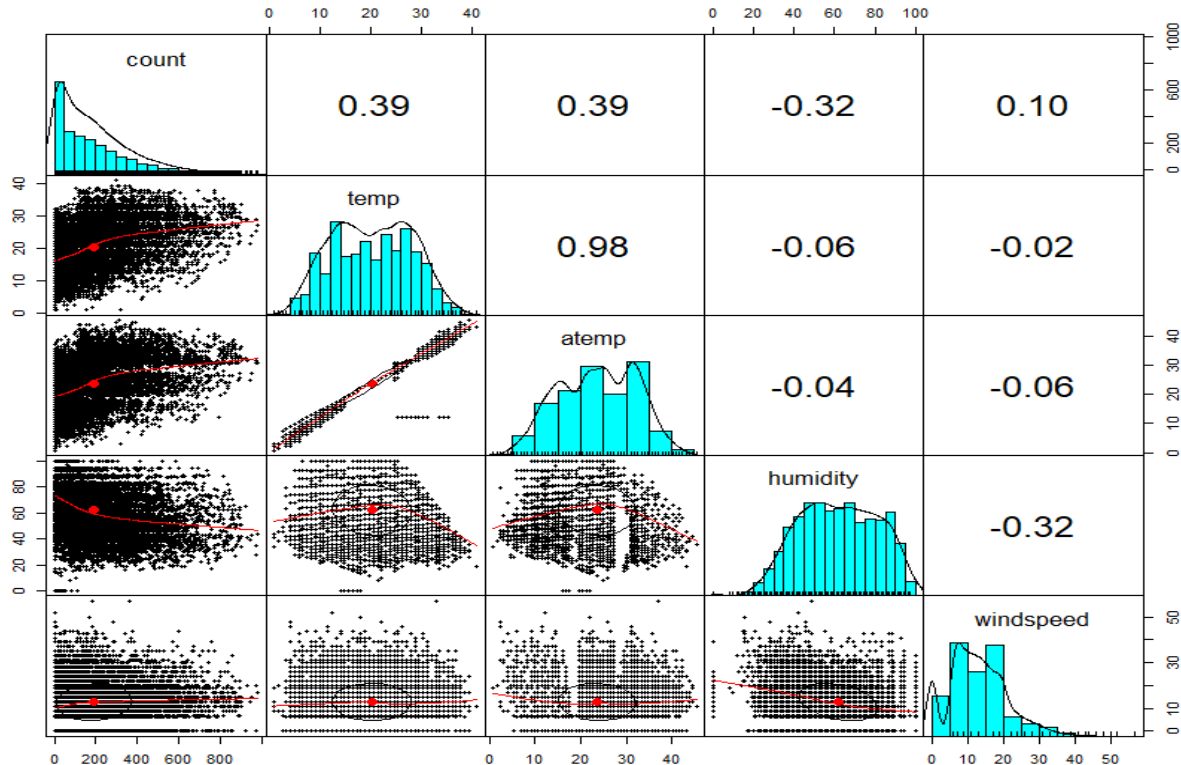 0 10 20 30 40 0 20 40 60 80 100
count
0.39 0.39 -0.32 0.10
0 200 600 1000
0 10 20 30 40
temp
0.98 -0.06 -0.02
atemp
-0.04 -0.06
0 10 20 30 40
0 20 40 60 80
humidity
-0.32
windspeed
0 10 30 50
0 200 400 600 800 0 10 20 30 40 0 10 20 30 40 50